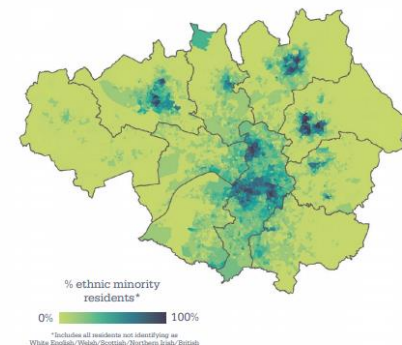 % ethnic minority
residents*
0% 100%
*Includes all residents not identifying as
White English/Welsh/Scottish/Northern Irish/British